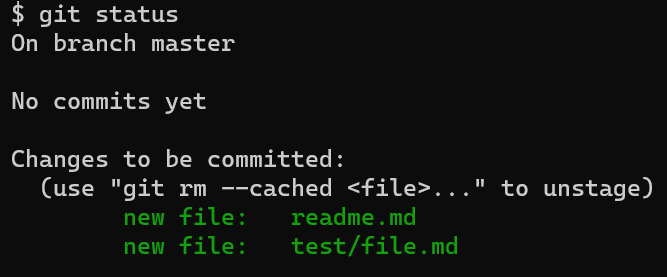 $ git status
On branch master
No commits yet
Changes to be committed:
(use "git rm --cached <file>..." to unstage)
new file: readme.md
new file: test/file.md